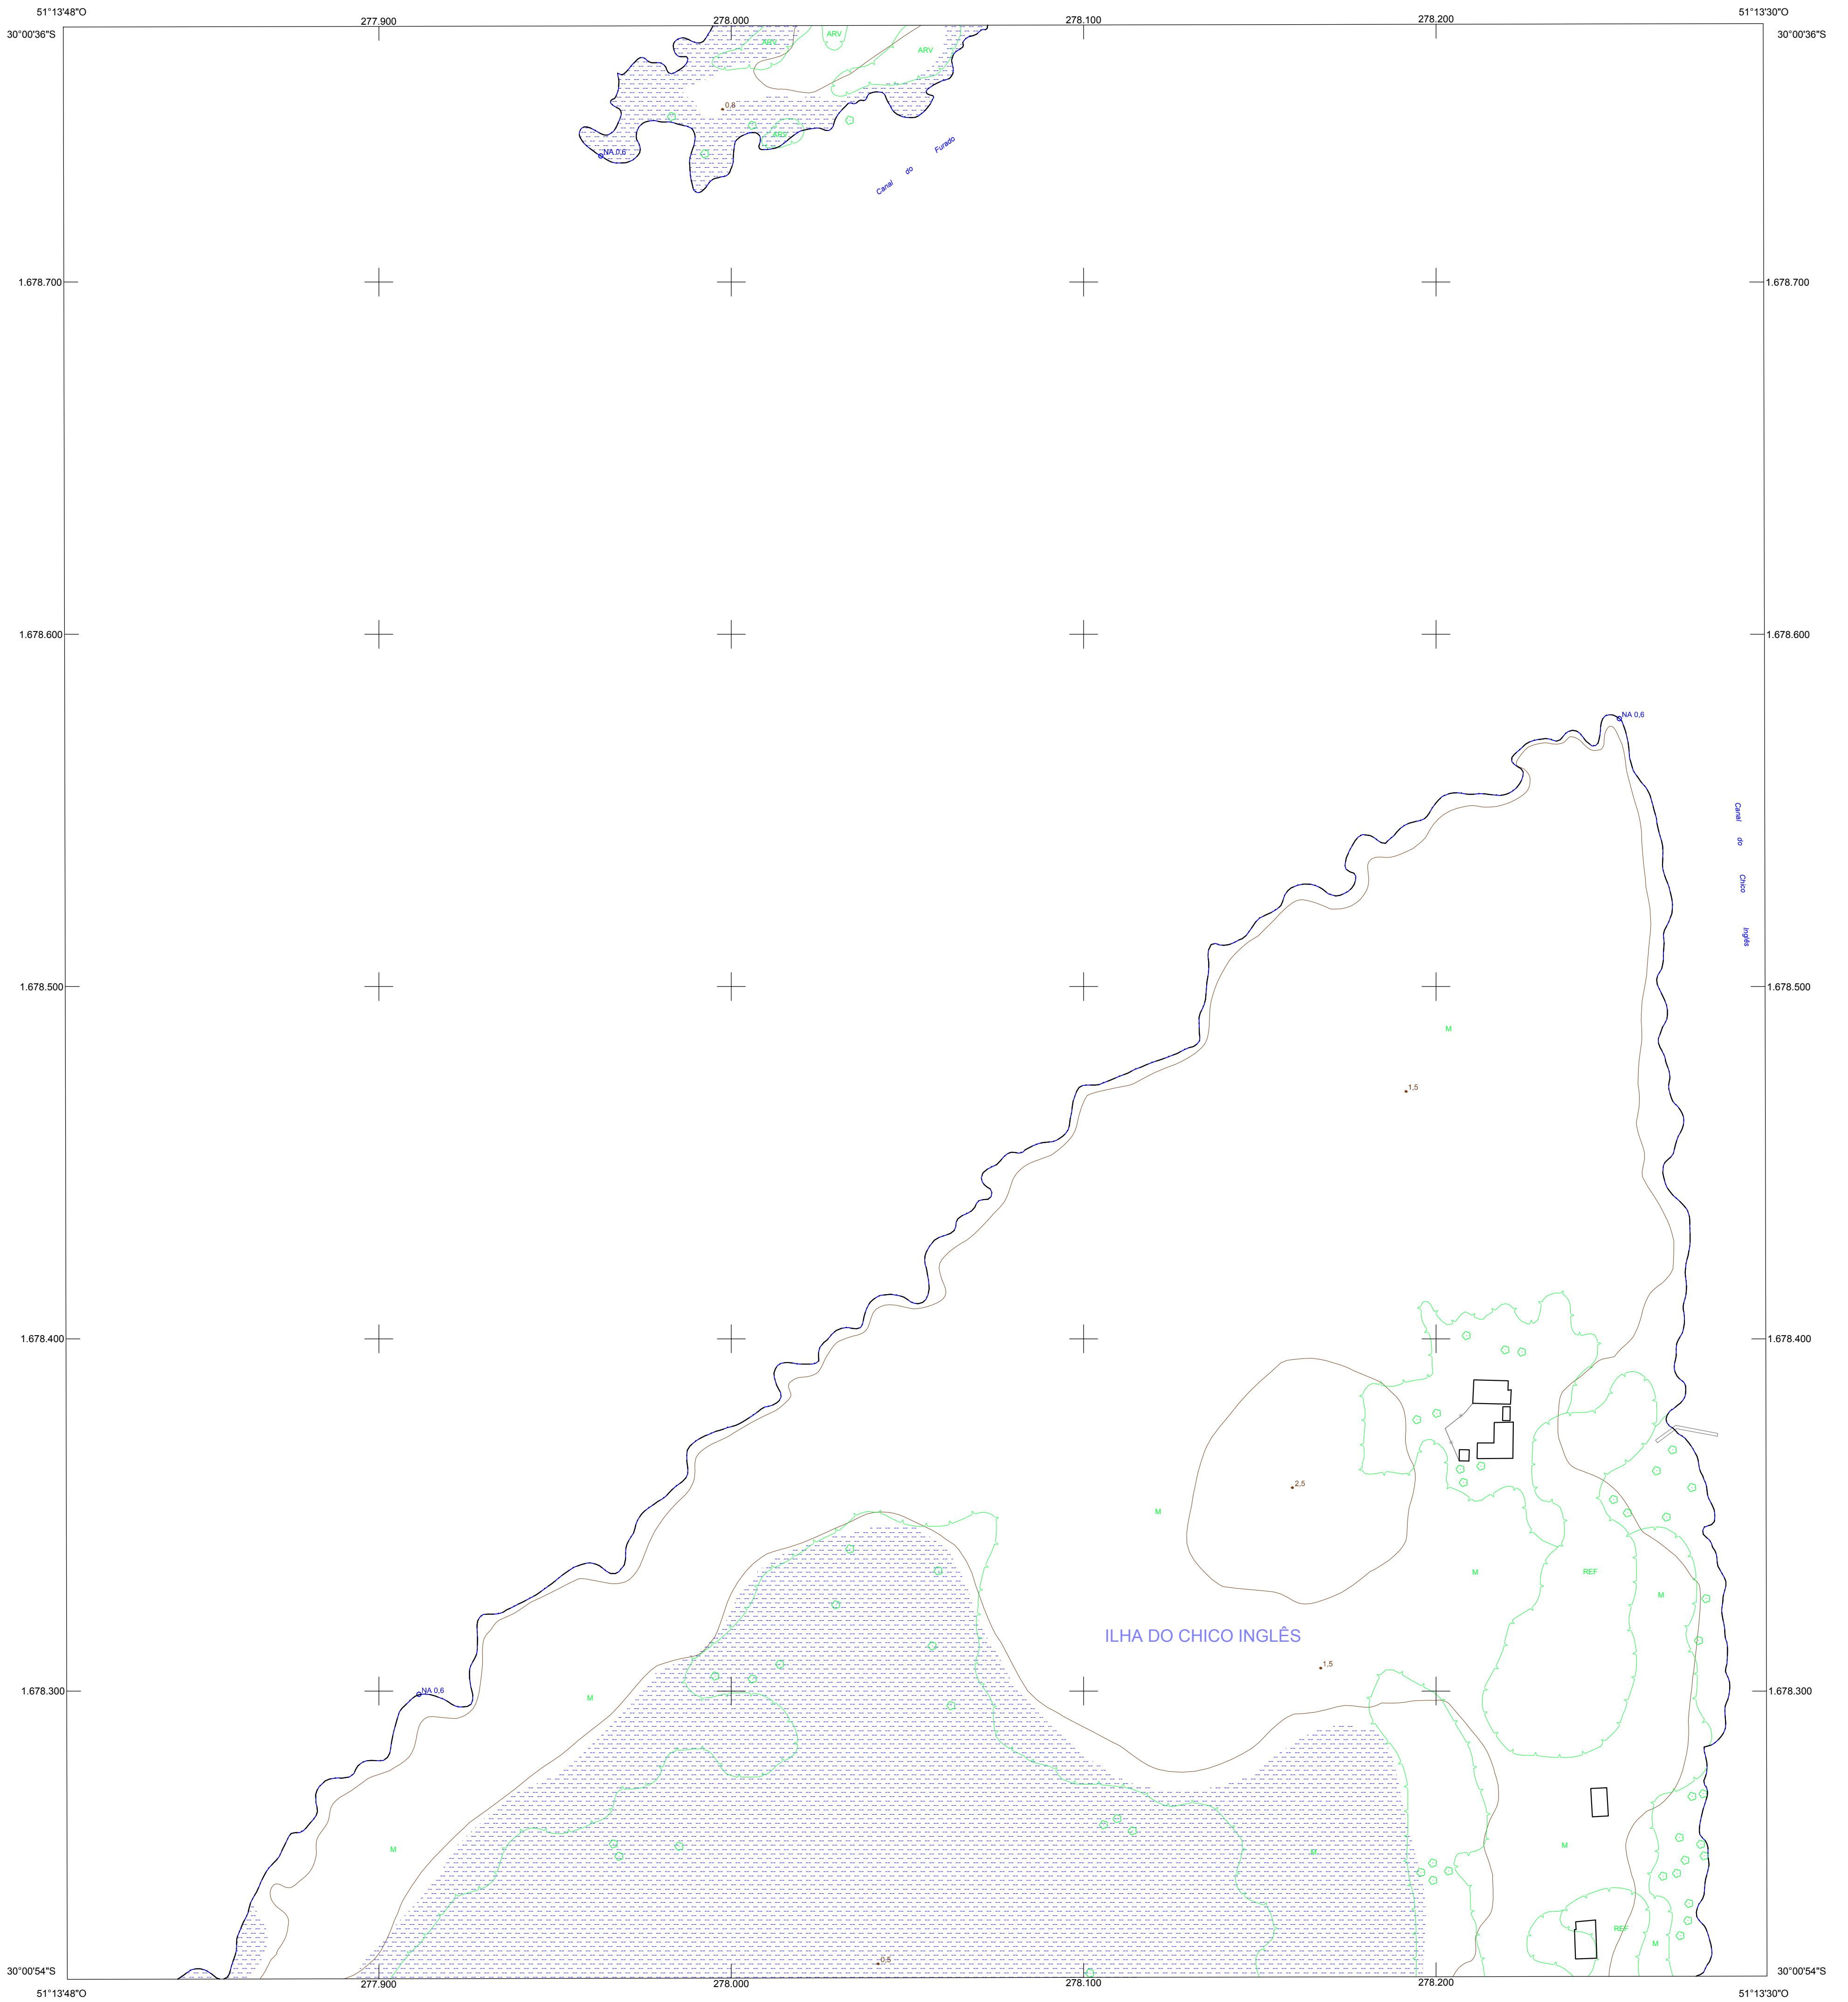 51°13'48"O
277.900
278.000
278.100
278.200
51°13'30"O
30°00'36"S
30°00'36"S
ARV
ARV
ARV
0,8
ARV
NA 0,6
Canal do Furado
1.678.700
1.678.700
1.678.600
1.678.600
NA 0,6
Canal do Chico Inglês
1.678.500
1.678.500
M
1,5
1.678.400
1.678.400
2,5
M
M
REF
M
ILHA DO CHICO INGLÊS
1,5
NA 0,6
M
1.678.300
1.678.300
M
M
M
REF
M
0,5
30°00'54"S
30°00'54"S
277.900
278.000
278.100
278.200
51°13'48"O
51°13'30"O